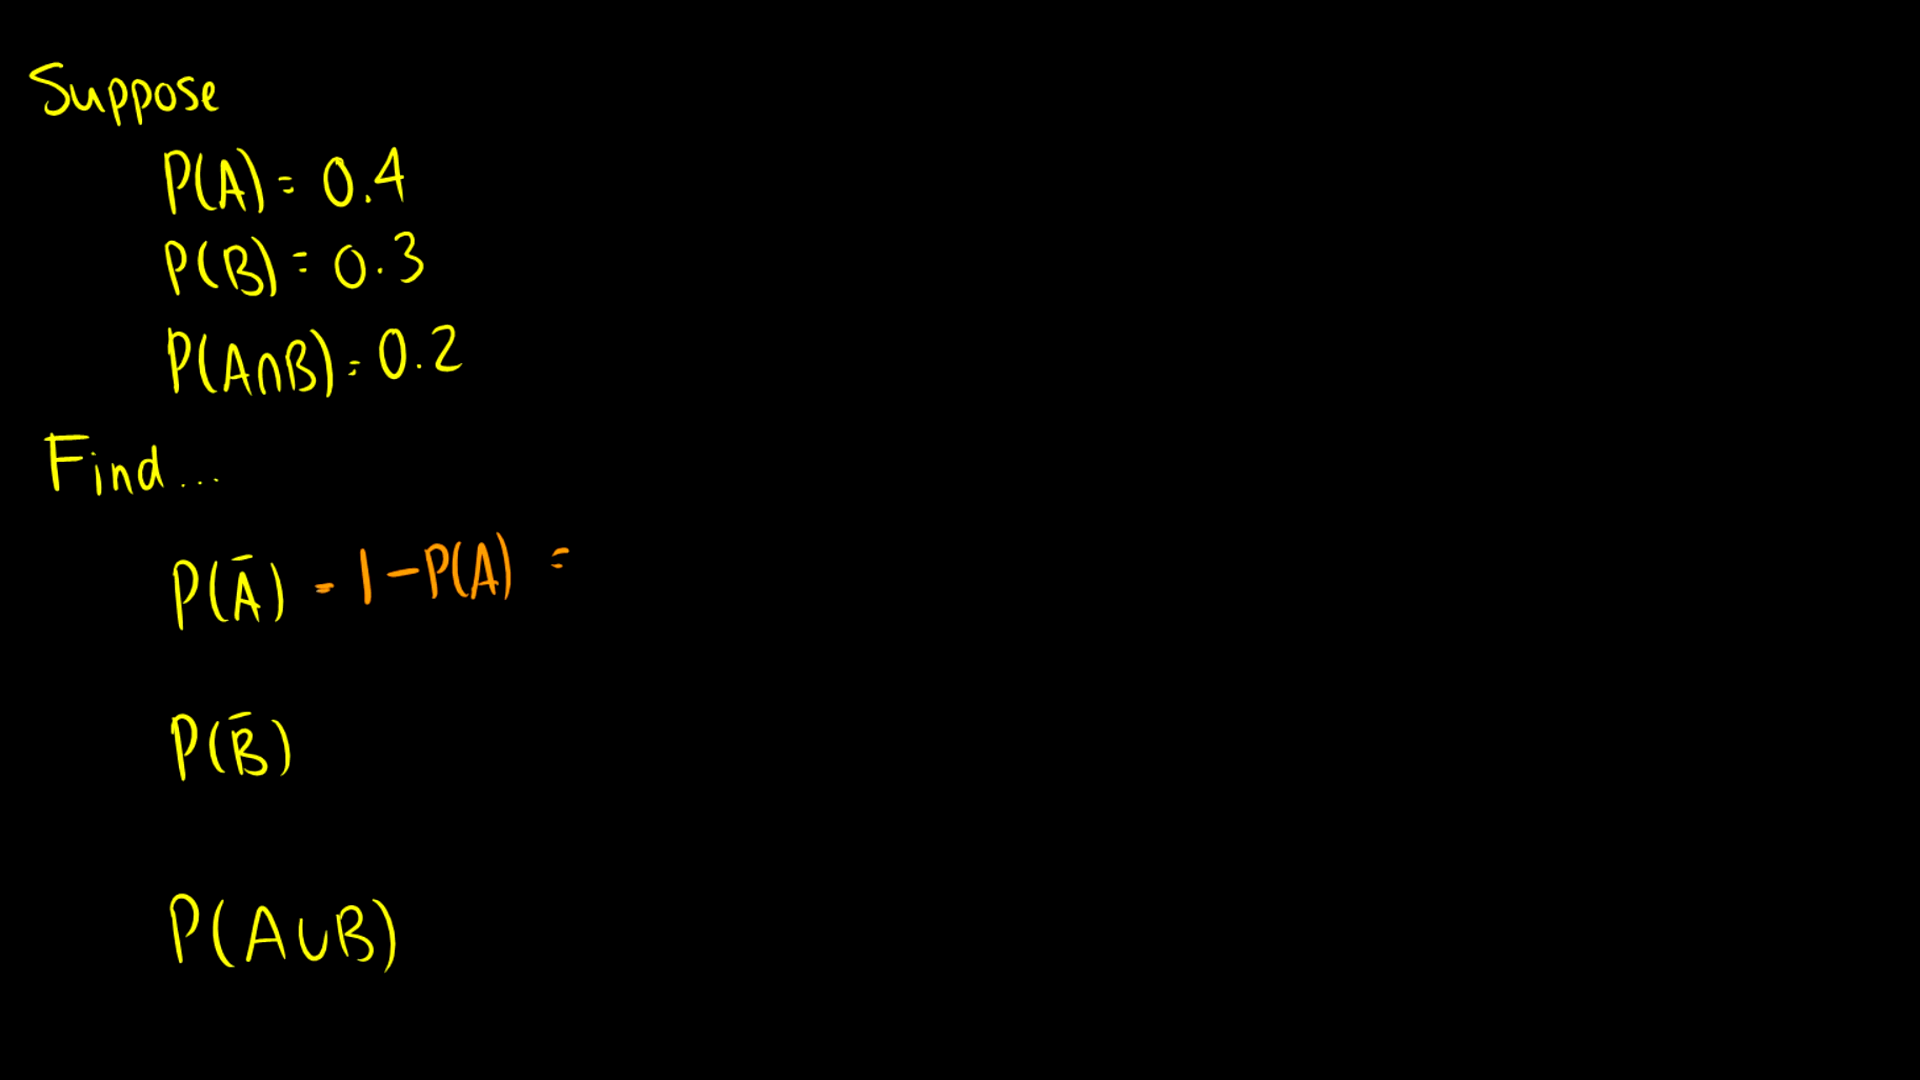 Suppose
P(A) = 0.4
P(B) = 0.3
P(A∩B) = 0.2
Find...
P(Ā) = 1 - P(A) =
P(B̄)
P(A∪B)